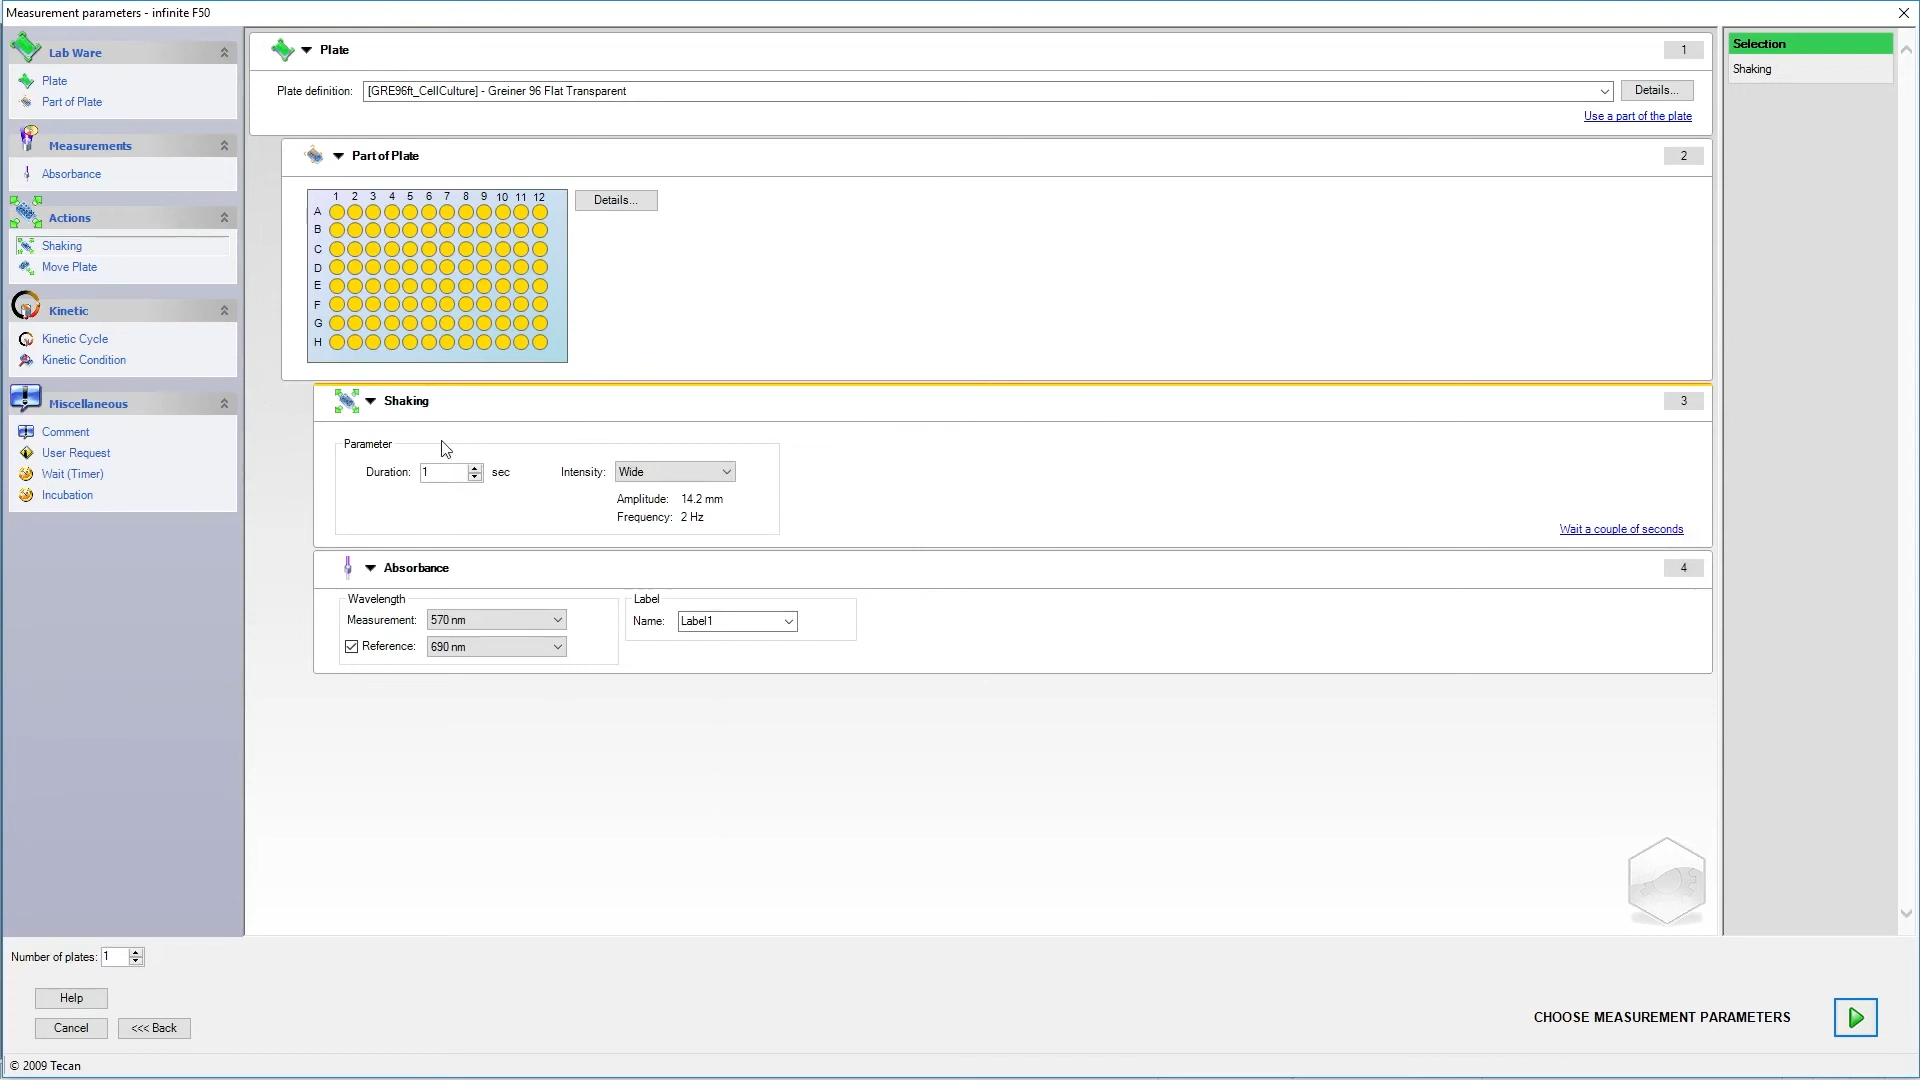 Measurement parameters - infinite F50
Lab Ware
Plate
Part of Plate
Measurements
Absorbance
Actions
Shaking
Move Plate
Kinetic
Kinetic Cycle
Kinetic Condition
Miscellaneous
Comment
User Request
Wait (Timer)
Incubation
Plate 1
Plate definition: [GRE96ft_CellCulture] - Greiner 96 Flat Transparent Details...
Use a part of the plate
Part of Plate 2
1 2 3 4 5 6 7 8 9 10 11 12
A
B
C
D
E
F
G
H
Details...
Shaking 3
Parameter
Duration: 1 sec Intensity: Wide
Amplitude: 14.2 mm
Frequency: 2 Hz
Wait a couple of seconds
Absorbance 4
Wavelength
Measurement: 570 nm
Reference: 690 nm
Label
Name: Label1
Selection
Shaking
Number of plates: 1
Help
Cancel <<< Back
CHOOSE MEASUREMENT PARAMETERS
© 2009 Tecan